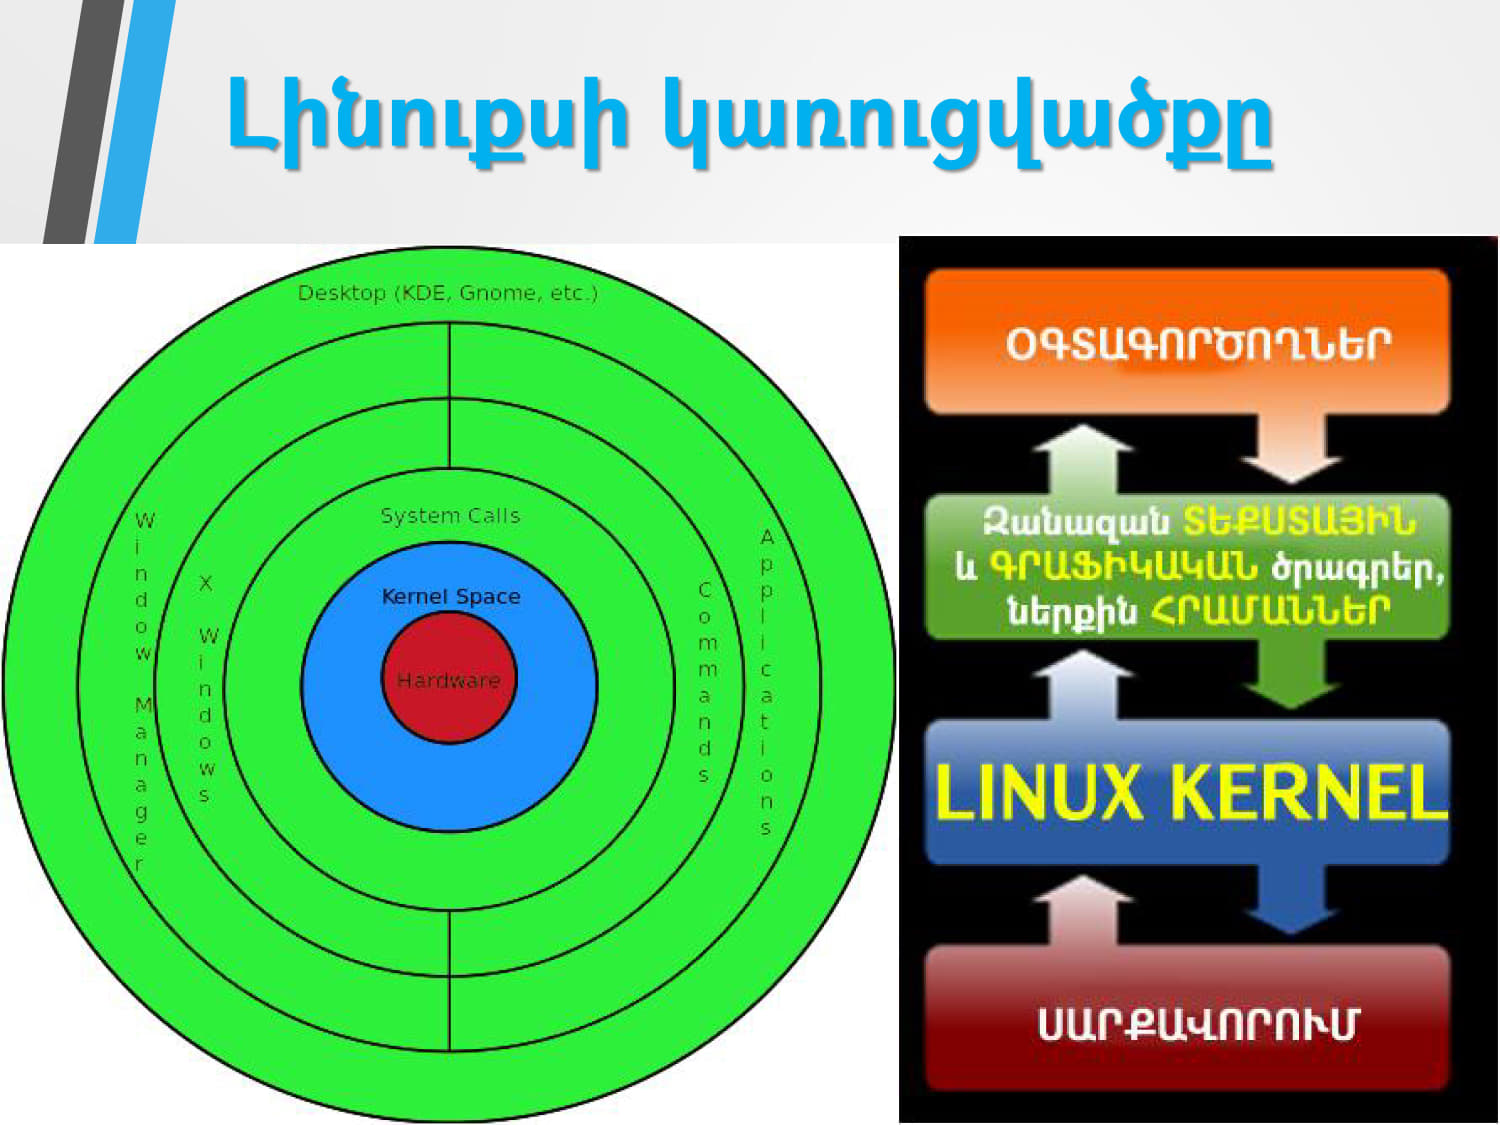 Լինուքսի կառուցվածքը
Desktop (KDE, Gnome, etc.)
System Calls
Kernel Space
Hardware
Window Manager
X Windows
Commands
Applications
ՕԳՏԱԳՈՐԾՈՂՆԵՐ
Զանազան ՏԵՔՍՏԱՅԻՆ
և ԳՐԱՖԻԿԱԿԱՆ ծրագրեր,
ներքին ՀՐԱՄԱՆՆԵՐ
LINUX KERNEL
ՍԱՐՔԱՎՈՐՈՒՄ